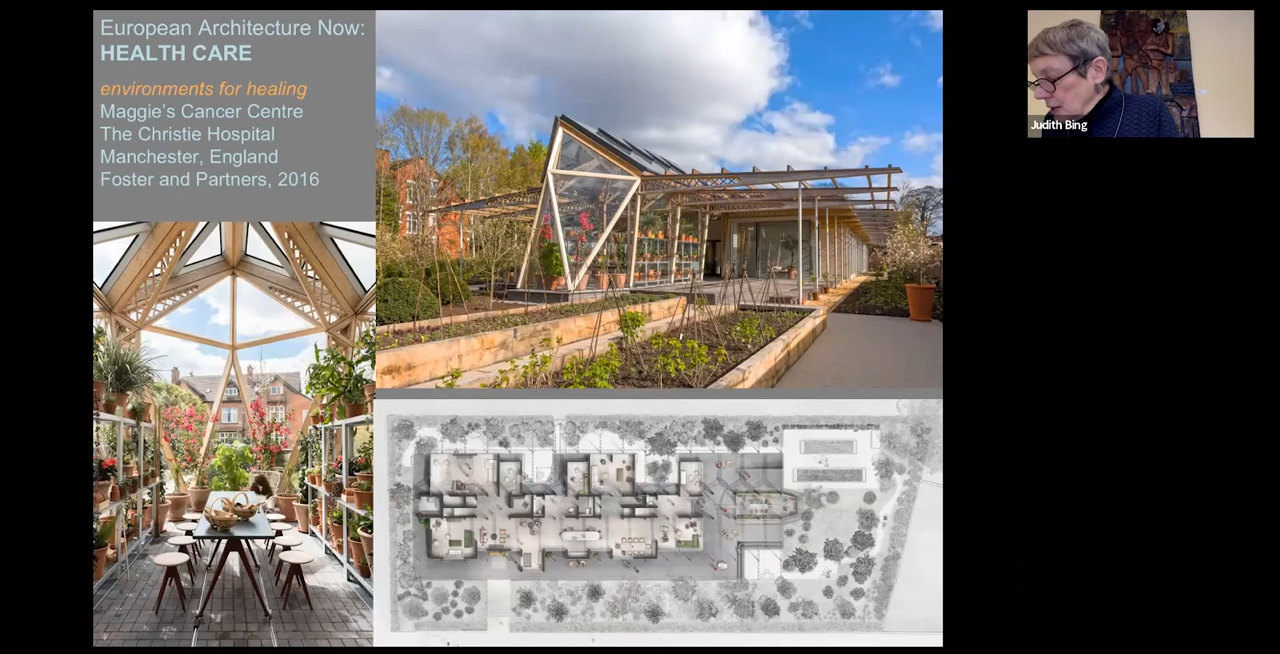 European Architecture Now:
HEALTH CARE
environments for healing
Maggie's Cancer Centre
The Christie Hospital
Manchester, England
Foster and Partners, 2016
Judith Bing